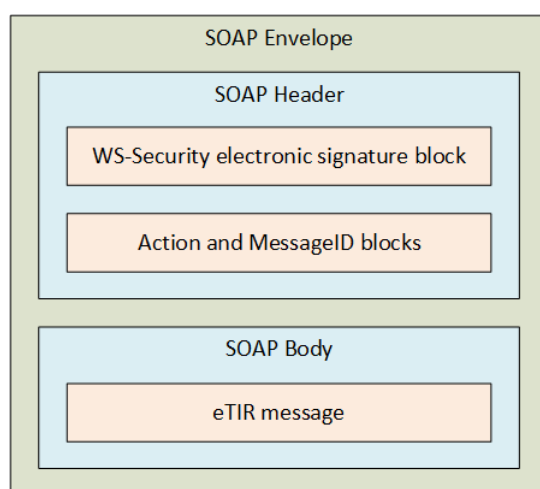 SOAP Envelope
SOAP Header
WS-Security electronic signature block
Action and MessageID blocks
SOAP Body
eTIR message